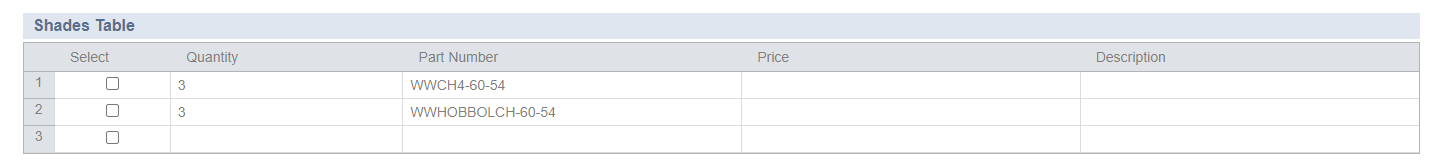 Shades Table
Select Quantity Part Number Price Description
1 3 WWCH4-60-54
2 3 WWHOBBOLCH-60-54
3